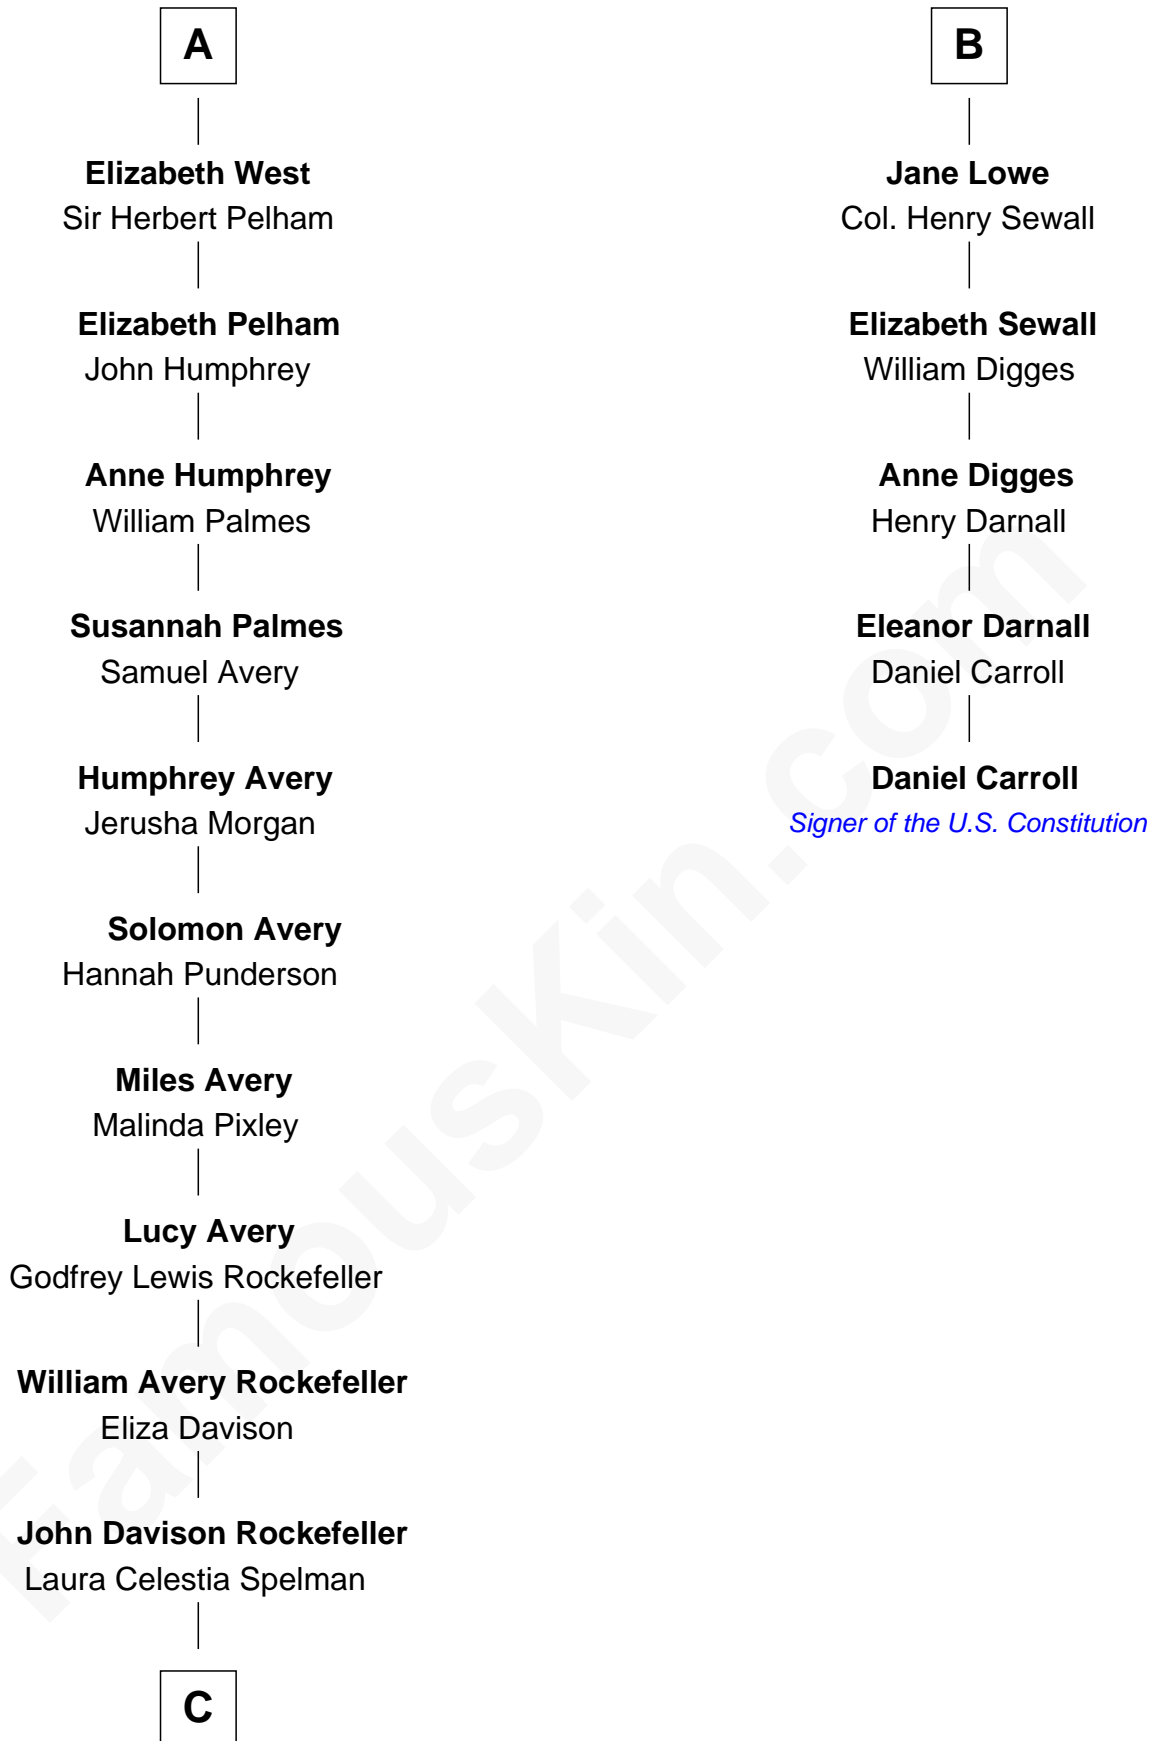 A
Elizabeth West
Sir Herbert Pelham
Elizabeth Pelham
John Humphrey
Anne Humphrey
William Palmes
Susannah Palmes
Samuel Avery
Humphrey Avery
Jerusha Morgan
Solomon Avery
Hannah Punderson
Miles Avery
Malinda Pixley
Lucy Avery
Godfrey Lewis Rockefeller
William Avery Rockefeller
Eliza Davison
John Davison Rockefeller
Laura Celestia Spelman
C
B
Jane Lowe
Col. Henry Sewall
Elizabeth Sewall
William Digges
Anne Digges
Henry Darnall
Eleanor Darnall
Daniel Carroll
Daniel Carroll
Signer of the U.S. Constitution
FamousKin.com